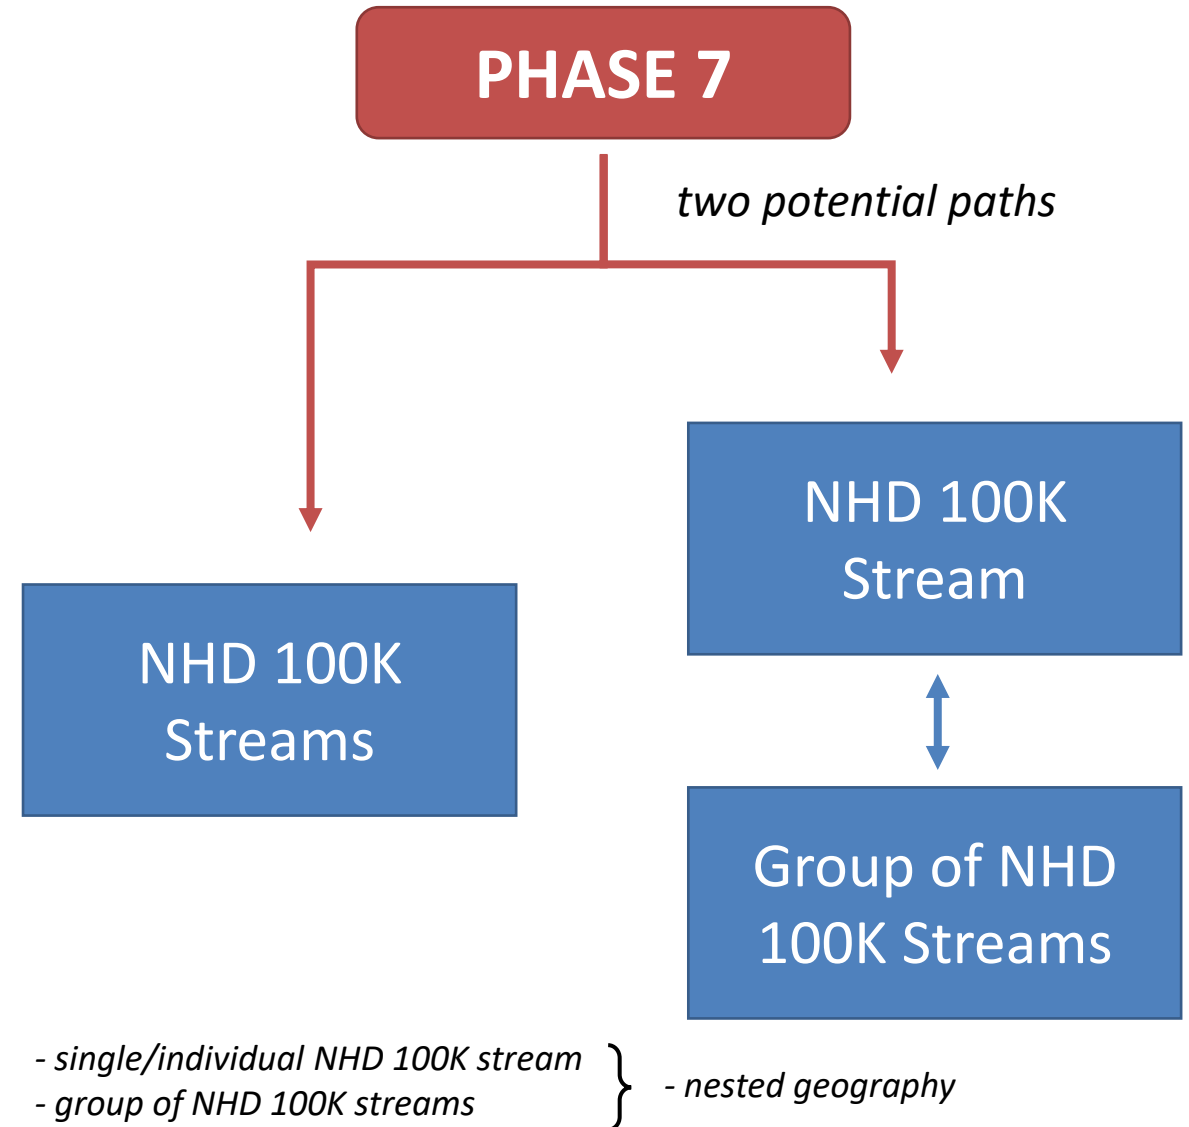 PHASE 7
two potential paths
NHD 100K
Streams
NHD 100K
Stream
Group of NHD
100K Streams
- single/individual NHD 100K stream
- group of NHD 100K streams
- nested geography